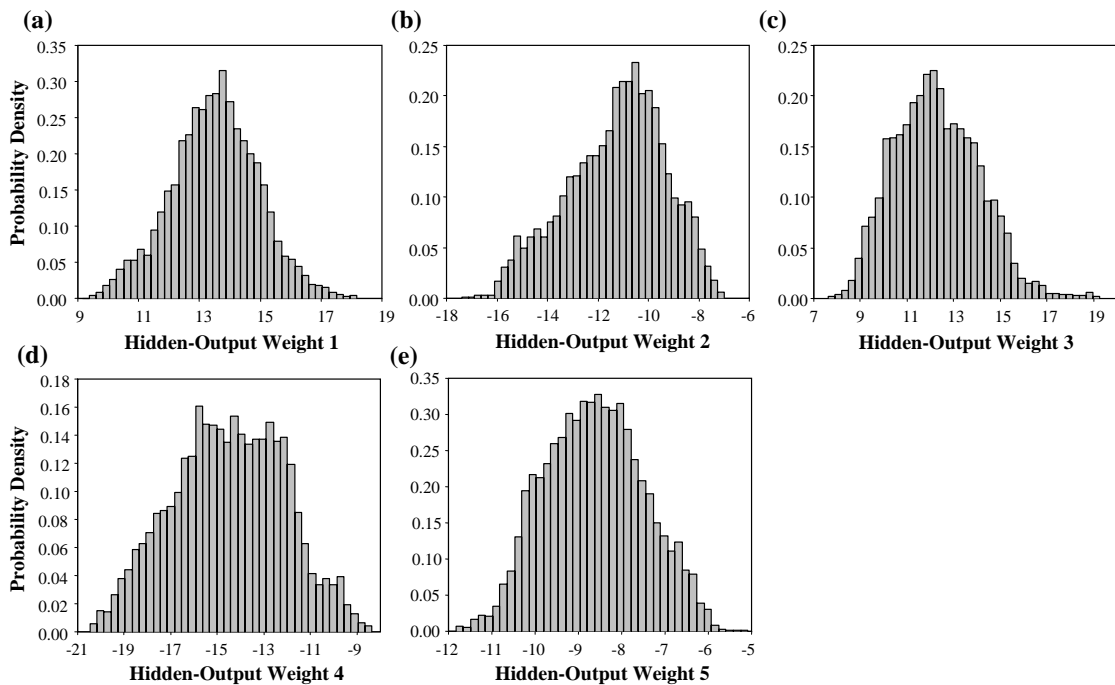 (a)
(b)
(c)
0.35
0.30
0.25
0.20
0.15
0.10
0.05
0.00
Probability Density
9 11 13 15 17 19
Hidden-Output Weight 1
0.25
0.20
0.15
0.10
0.05
0.00
-18 -16 -14 -12 -10 -8 -6
Hidden-Output Weight 2
0.25
0.20
0.15
0.10
0.05
0.00
7 9 11 13 15 17 19
Hidden-Output Weight 3
(d)
(e)
0.18
0.16
0.14
0.12
0.10
0.08
0.06
0.04
0.02
0.00
Probability Density
-21 -19 -17 -15 -13 -11 -9
Hidden-Output Weight 4
0.35
0.30
0.25
0.20
0.15
0.10
0.05
0.00
-12 -11 -10 -9 -8 -7 -6 -5
Hidden-Output Weight 5